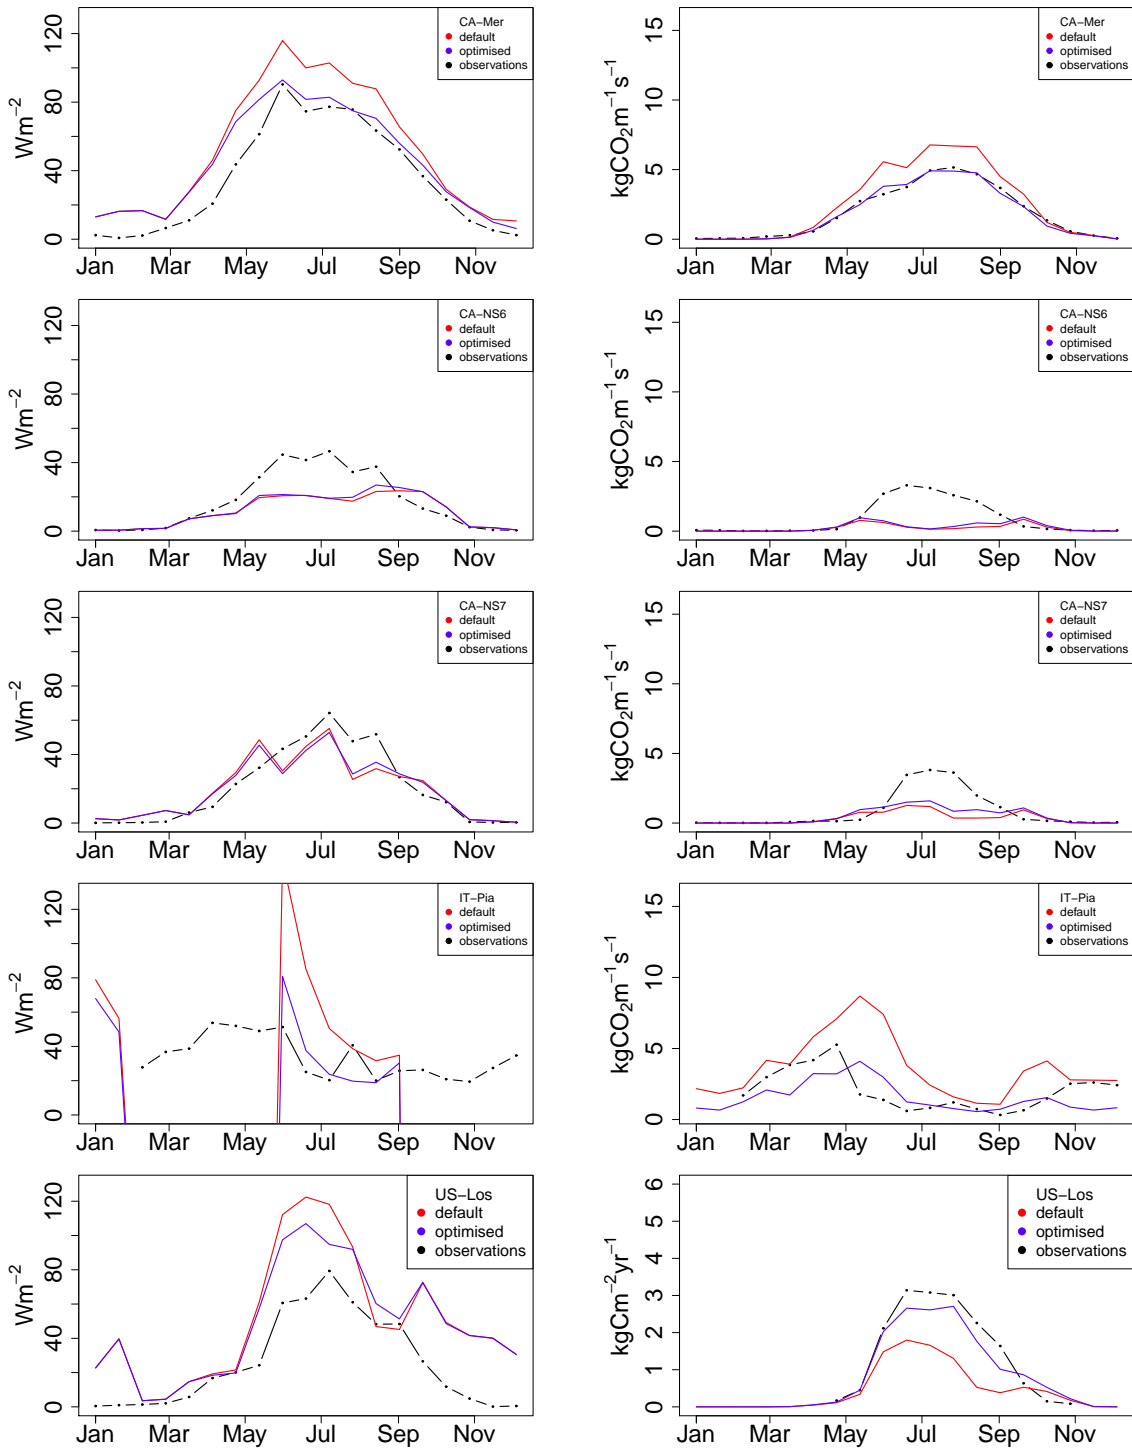 CA−Mer
default
optimised
observations
Wm−2
0 40 80 120
Jan Mar May Jul Sep Nov
CA−Mer
default
optimised
observations
kgCO2m−1s−1
0 5 10 15
Jan Mar May Jul Sep Nov
CA−NS6
default
optimised
observations
Wm−2
0 40 80 120
Jan Mar May Jul Sep Nov
CA−NS6
default
optimised
observations
kgCO2m−1s−1
0 5 10 15
Jan Mar May Jul Sep Nov
CA−NS7
default
optimised
observations
Wm−2
0 40 80 120
Jan Mar May Jul Sep Nov
CA−NS7
default
optimised
observations
kgCO2m−1s−1
0 5 10 15
Jan Mar May Jul Sep Nov
IT−Pia
default
optimised
observations
Wm−2
0 40 80 120
Jan Mar May Jul Sep Nov
IT−Pia
default
optimised
observations
kgCO2m−1s−1
0 5 10 15
Jan Mar May Jul Sep Nov
US−Los
default
optimised
observations
Wm−2
0 40 80 120
Jan Mar May Jul Sep Nov
US−Los
default
optimised
observations
kgCm−2yr−1
0 1 2 3 4 5 6
Jan Mar May Jul Sep Nov